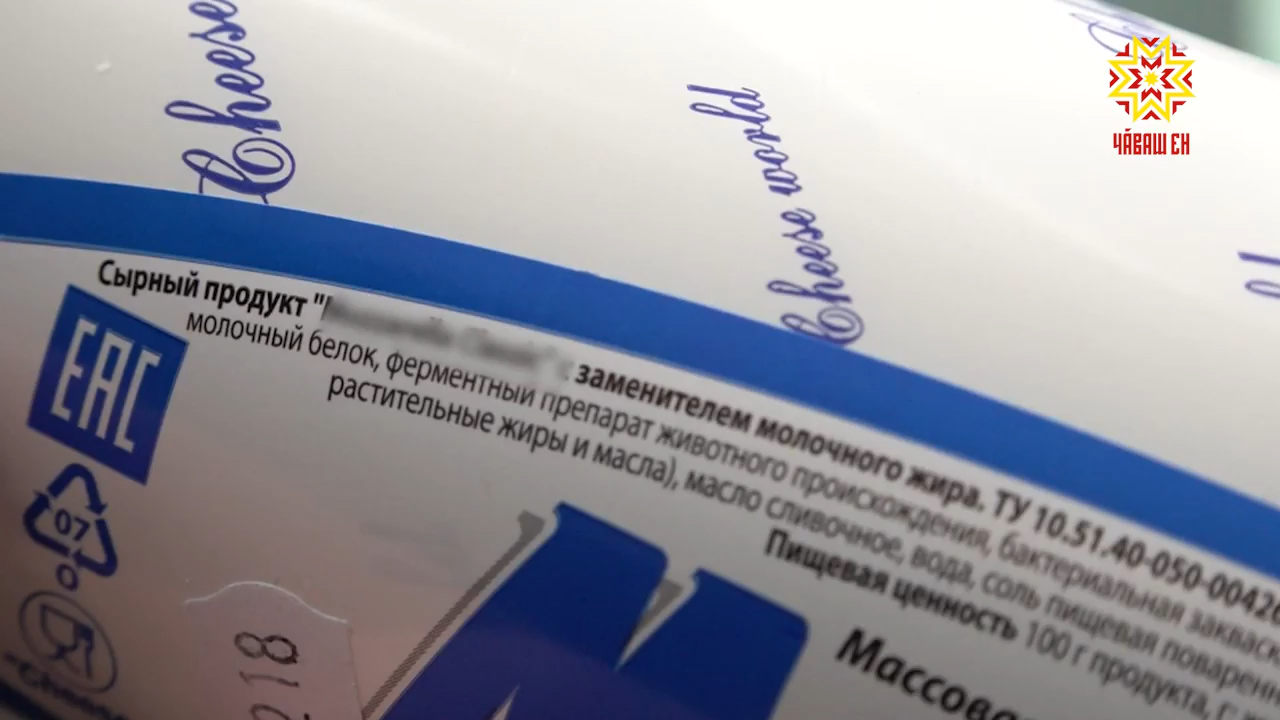 Cheese
Cheese world
ЧӐВАШ ЕН
Сырный продукт "
заменителем молочного жира. ТУ 10.51.40-050-0042
молочный белок, ферментный препарат животного происхождения, бактериальная закваск
растительные жиры и масла), масло сливочное, вода, соль пищевая поваренн
Пищевая ценность 100 г продукта, г: ж
Массова
EAC
07
218